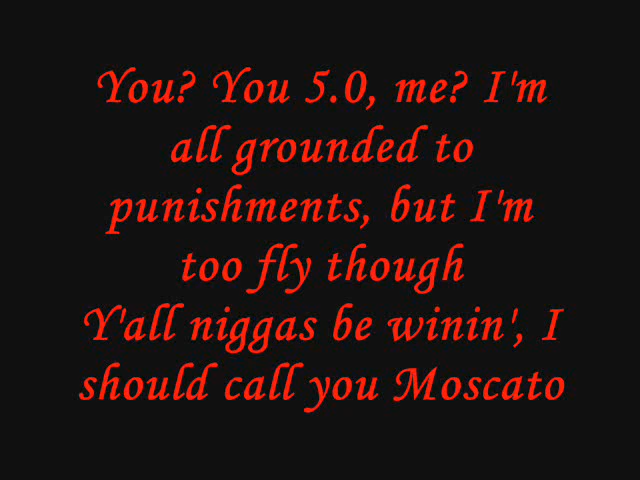 You? You 5.0, me? I'm
all grounded to
punishments, but I'm
too fly though
Y'all niggas be winin', I
should call you Moscato